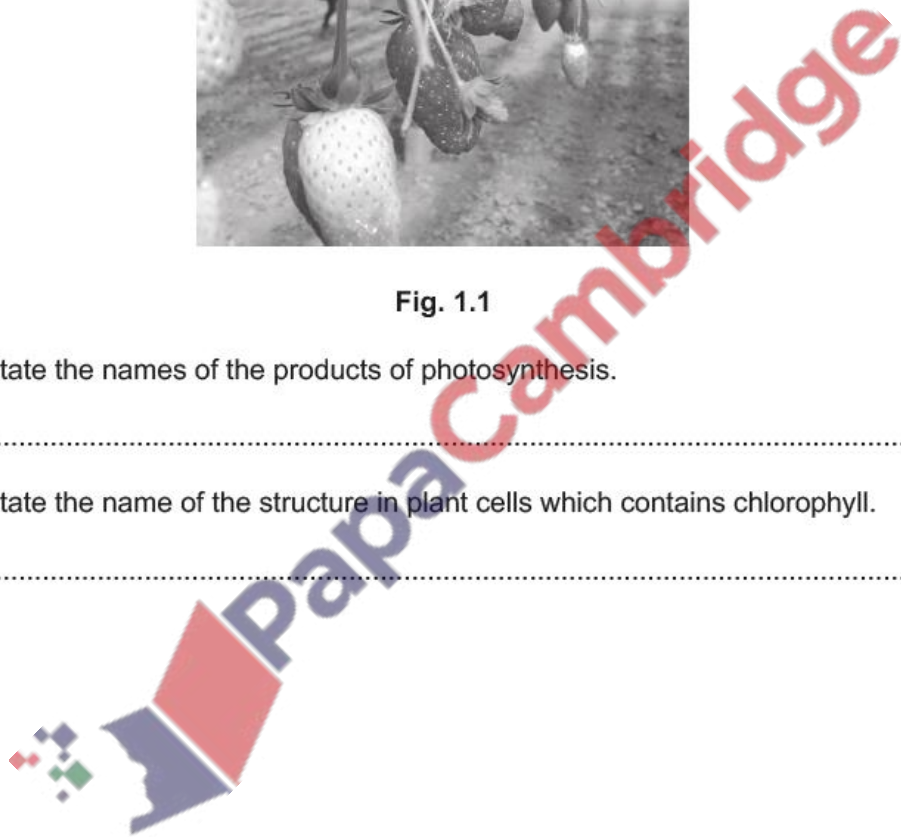 Fig. 1.1
tate the names of the products of photosynthesis.
tate the name of the structure in plant cells which contains chlorophyll.
PapaCambridge